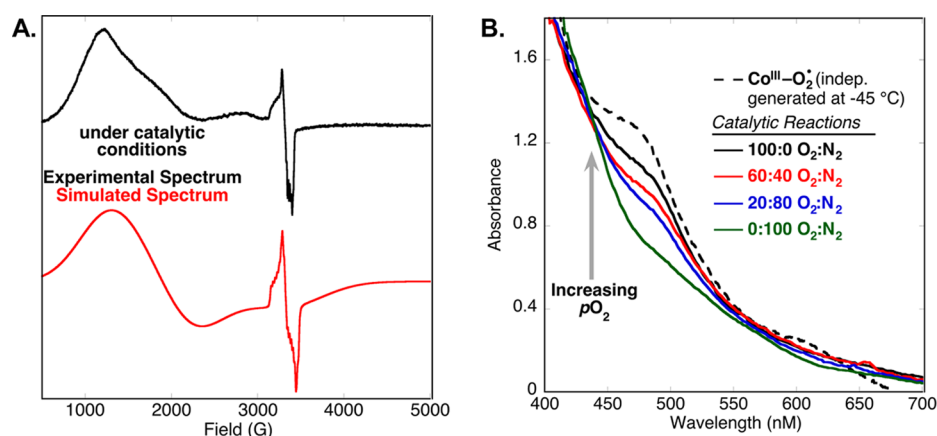 A.
under catalytic
conditions
Experimental Spectrum
Simulated Spectrum
1000 2000 3000 4000 5000
Field (G)
B.
1.6
1.2
0.8
0.4
0
Absorbance
Co^III–O₂• (indep.
generated at -45 °C)
Catalytic Reactions
100:0 O₂:N₂
60:40 O₂:N₂
20:80 O₂:N₂
0:100 O₂:N₂
Increasing
pO₂
400 450 500 550 600 650 700
Wavelength (nM)